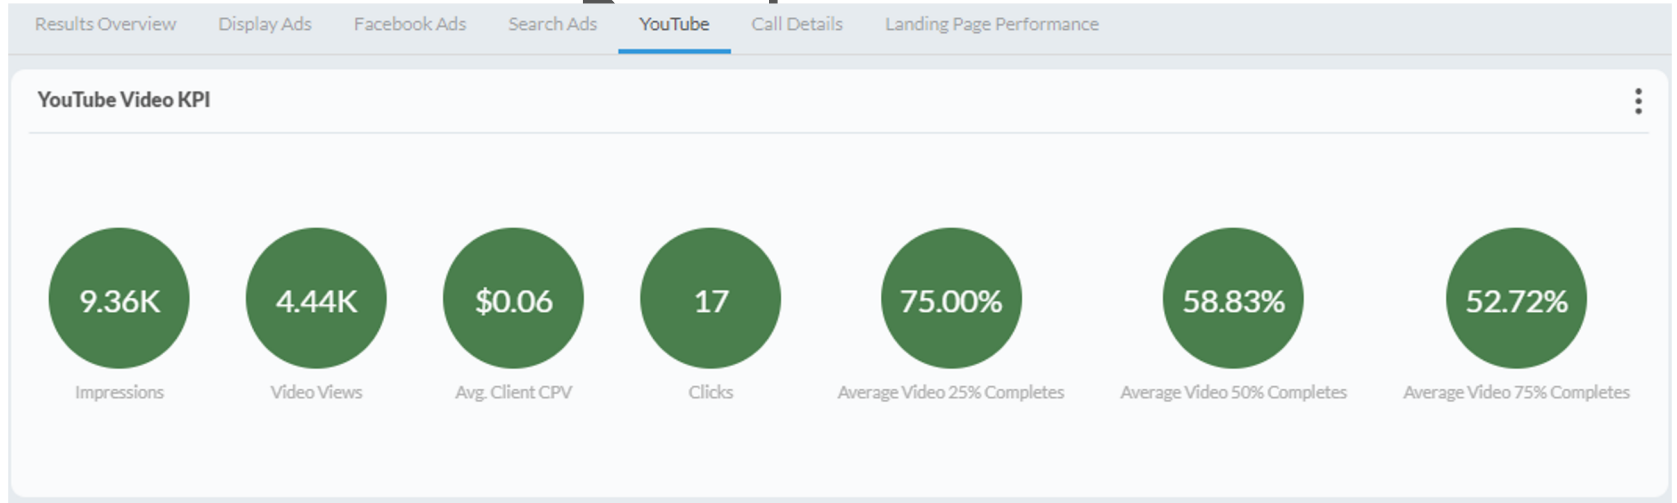 Results Overview Display Ads Facebook Ads Search Ads YouTube Call Details Landing Page Performance
YouTube Video KPI
9.36K 4.44K $0.06 17 75.00% 58.83% 52.72%
Impressions Video Views Avg. Client CPV Clicks Average Video 25% Completes Average Video 50% Completes Average Video 75% Completes